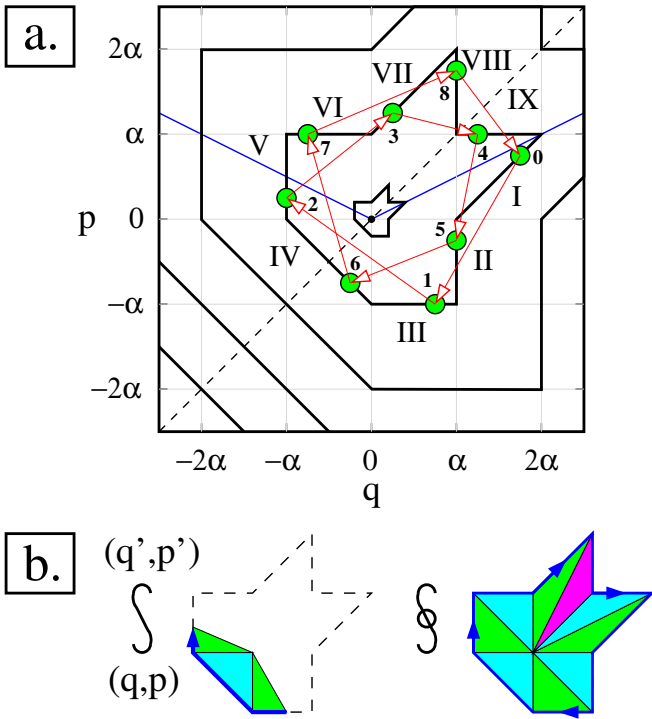 a.
2α
α
p 0
−α
−2α
−2α −α 0 α 2α
q
VII VIII
VI IX
V
I
IV II
III
8
3
7 4 0
2
5
6 1
b.
(q',p')
∫ ∮
(q,p)